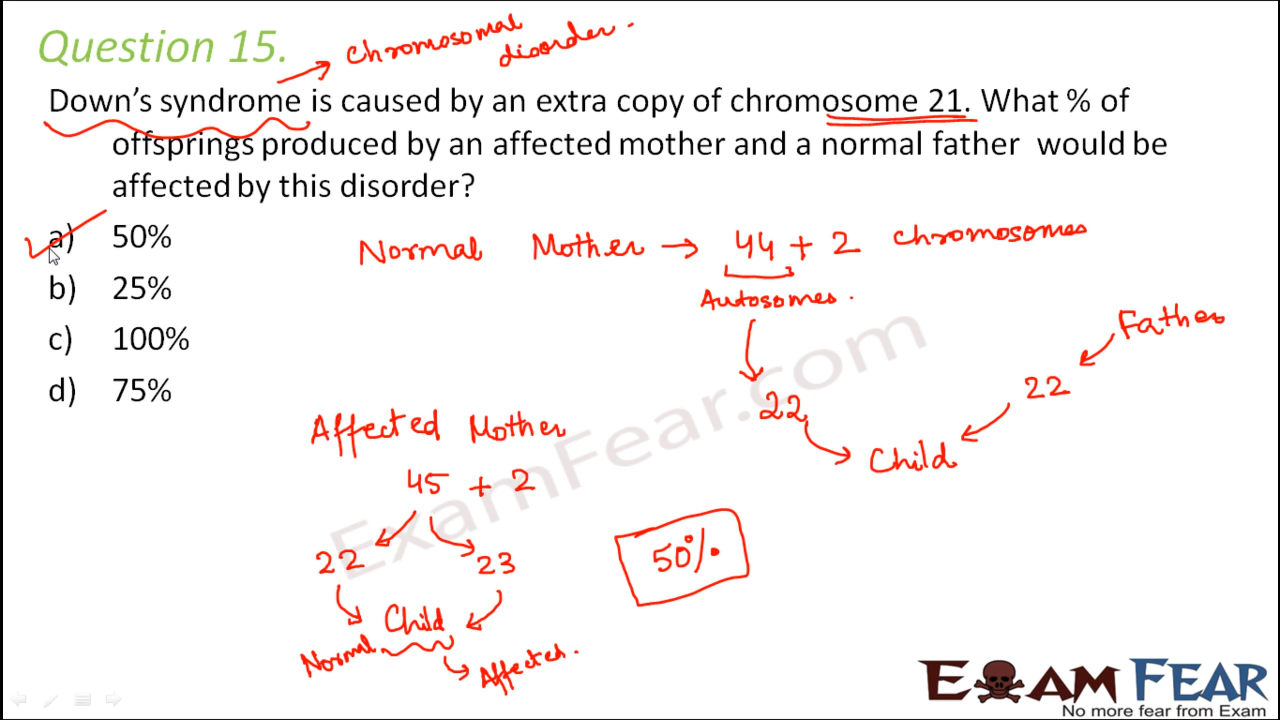 Question 15.
Chromosomal
disorder.
Down's syndrome is caused by an extra copy of chromosome 21. What % of
offsprings produced by an affected mother and a normal father would be
affected by this disorder?
a) 50%
b) 25%
c) 100%
d) 75%
Normal Mother → 44 + 2 Chromosomes
Autosomes.
Father
22
22
Child
Affected Mother
45 + 2
22 23
Child
Normal
Affected.
50%
ExamFear.com
EXAM FEAR
No more fear from Exam